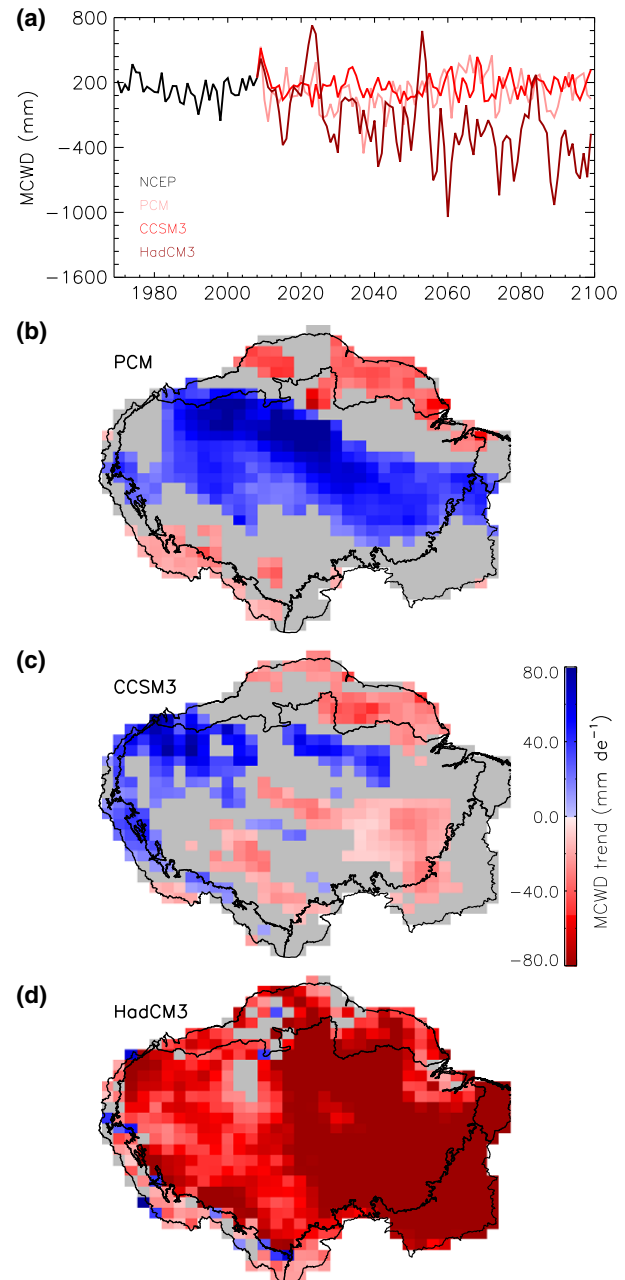 (a)
800
200
−400
−1000
−1600
MCWD (mm)
NCEP
PCM
CCSM3
HadCM3
1980 2000 2020 2040 2060 2080 2100
(b)
PCM
(c)
CCSM3
80.0
40.0
0.0
−40.0
−80.0
MCWD trend (mm de⁻¹)
(d)
HadCM3